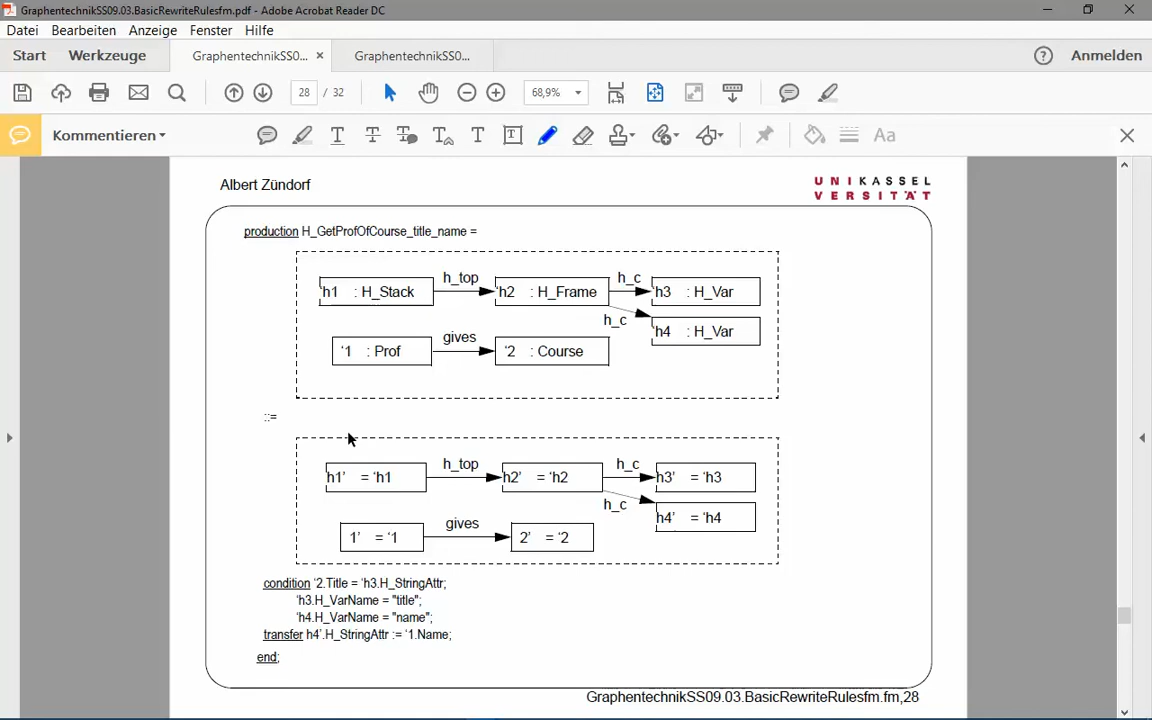 GraphentechnikSS09.03.BasicRewriteRulesfm.pdf - Adobe Acrobat Reader DC
Datei Bearbeiten Anzeige Fenster Hilfe
Start Werkzeuge GraphentechnikSS0... × GraphentechnikSS0... ? Anmelden
28 / 32 68,9%
Kommentieren T T T T T T Aa
Albert Zündorf
UNIKASSEL
VERSITÄT
production H_GetProfOfCourse_title_name =
h_top h_c
‘h1 : H_Stack ‘h2 : H_Frame ‘h3 : H_Var
h_c
‘h4 : H_Var
gives
‘1 : Prof ‘2 : Course
::=
h_top h_c
h1’ = ‘h1 h2’ = ‘h2 h3’ = ‘h3
h_c
h4’ = ‘h4
gives
1’ = ‘1 2’ = ‘2
condition ‘2.Title = ‘h3.H_StringAttr;
‘h3.H_VarName = "title";
‘h4.H_VarName = "name";
transfer h4’.H_StringAttr := ‘1.Name;
end;
GraphentechnikSS09.03.BasicRewriteRulesfm.fm,28